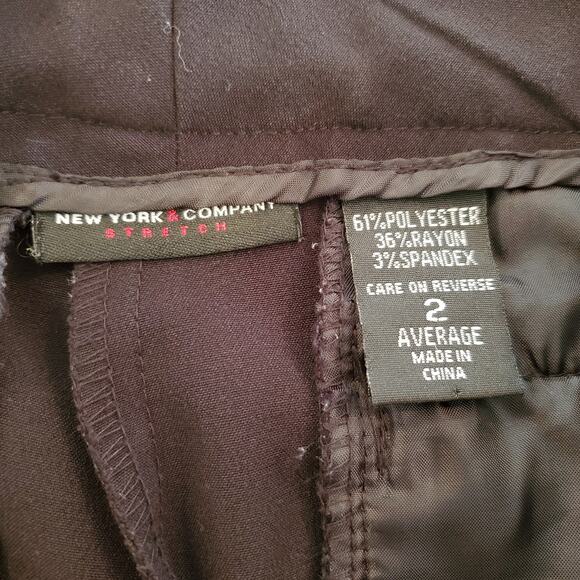 NEW YORK & COMPANY
STRETCH
61%POLYESTER
36%RAYON
3%SPANDEX
CARE ON REVERSE
2
AVERAGE
MADE IN
CHINA